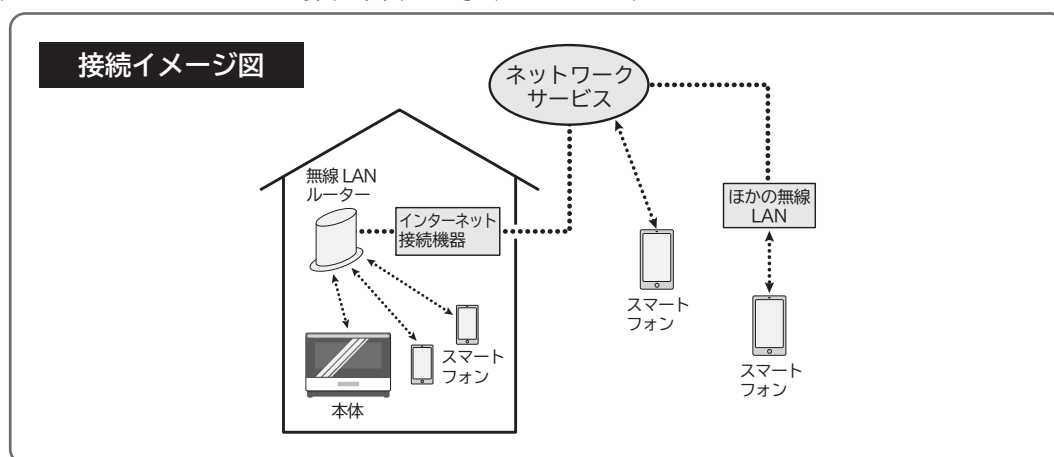 接続イメージ図
ネットワーク
サービス
無線 LAN
ルーター
インターネット
接続機器
ほかの無線
LAN
スマート
フォン
スマート
フォン
スマート
フォン
本体